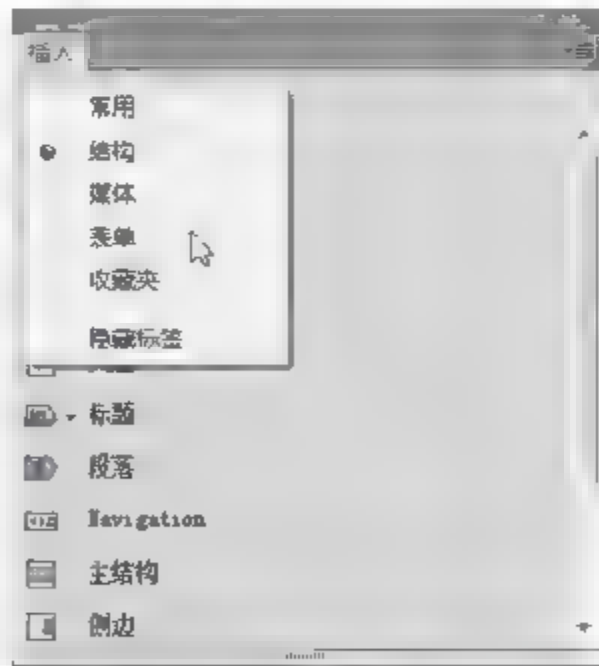 插入
常用
结构
媒体
表单
收藏夹
隐藏标签
标题
段落
Navigation
主结构
侧边